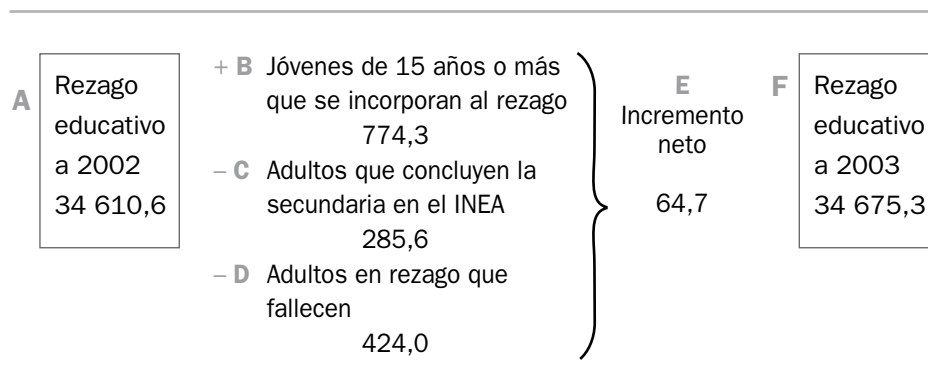 A
Rezago
educativo
a 2002
34 610,6
+ B Jóvenes de 15 años o más
que se incorporan al rezago
774,3
– C Adultos que concluyen la
secundaria en el INEA
285,6
– D Adultos en rezago que
fallecen
424,0
E
Incremento
neto
64,7
F
Rezago
educativo
a 2003
34 675,3